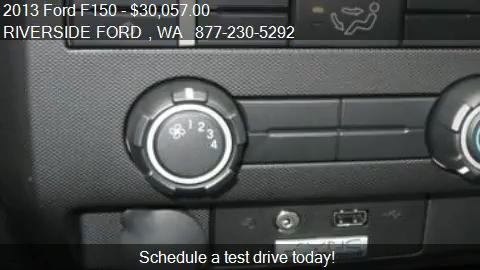 2013 Ford F150 - $30,057.00
RIVERSIDE FORD , WA 877-230-5292
1 2 3 4
Schedule a test drive today!